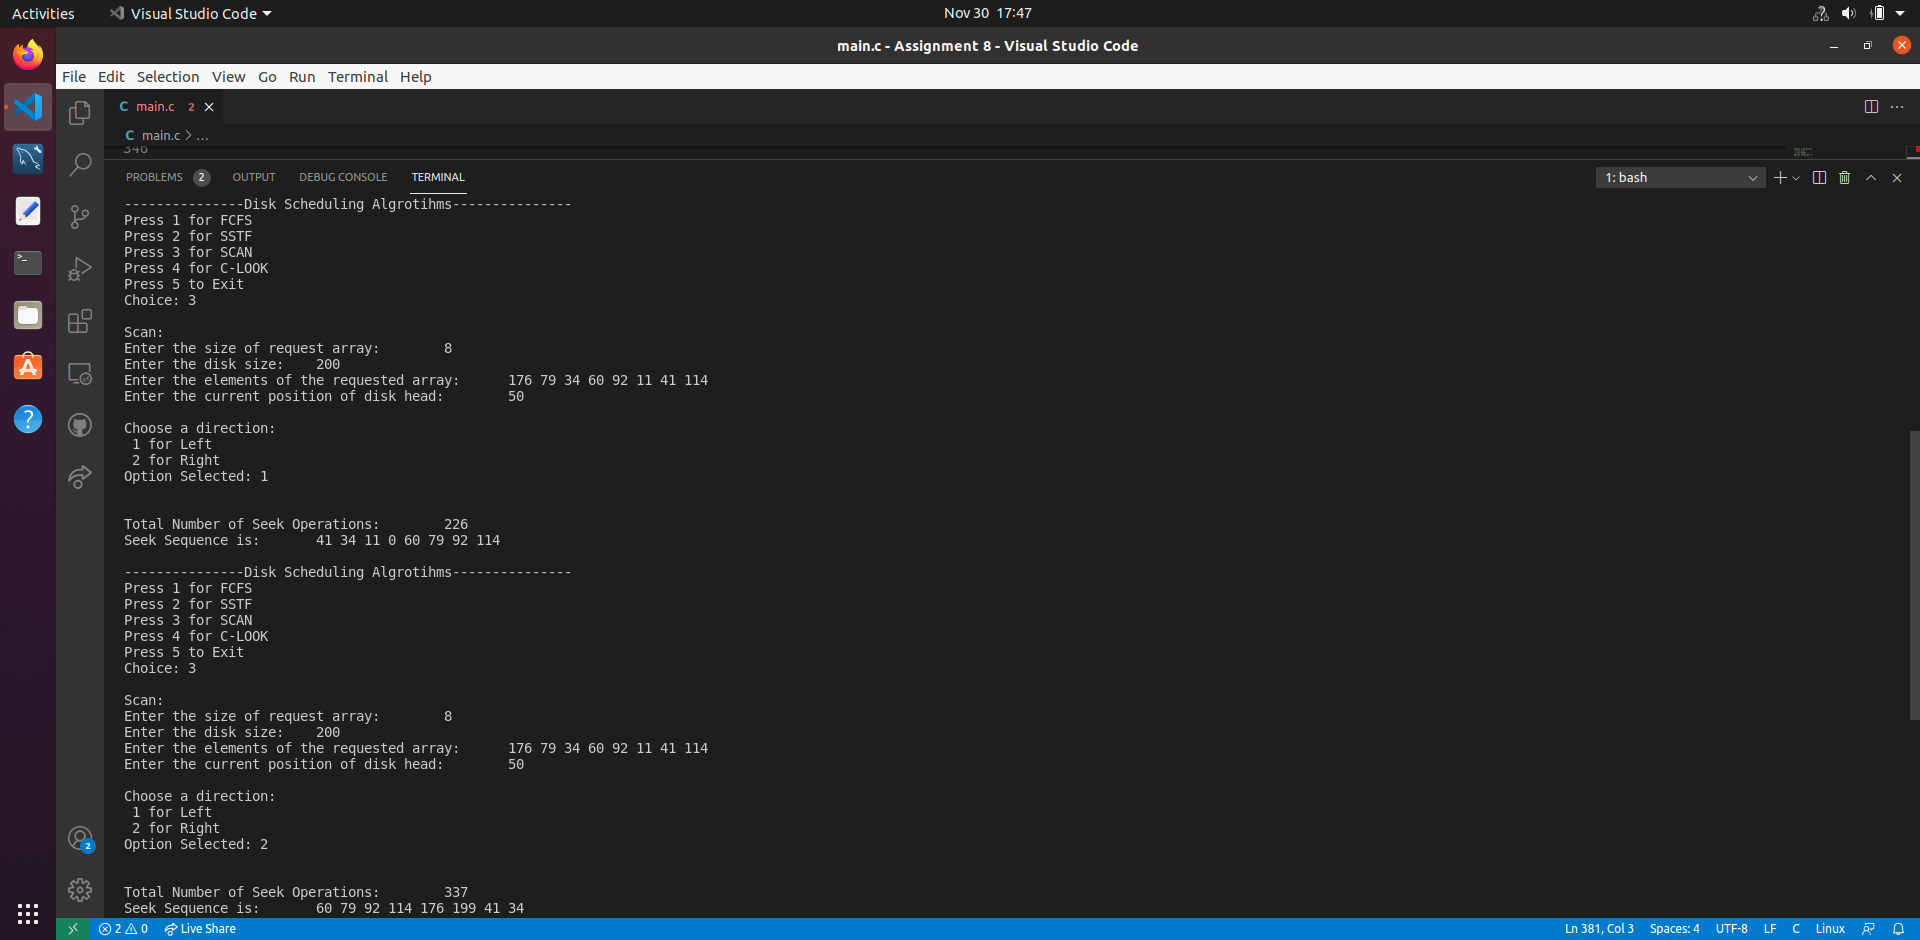 Activities Visual Studio Code Nov 30 17:47
main.c - Assignment 8 - Visual Studio Code
File Edit Selection View Go Run Terminal Help
C main.c 2
C main.c > ...
346
PROBLEMS 2 OUTPUT DEBUG CONSOLE TERMINAL 1: bash
---------------Disk Scheduling Algrotihms---------------
Press 1 for FCFS
Press 2 for SSTF
Press 3 for SCAN
Press 4 for C-LOOK
Press 5 to Exit
Choice: 3
Scan:
Enter the size of request array: 8
Enter the disk size: 200
Enter the elements of the requested array: 176 79 34 60 92 11 41 114
Enter the current position of disk head: 50
Choose a direction:
1 for Left
2 for Right
Option Selected: 1
Total Number of Seek Operations: 226
Seek Sequence is: 41 34 11 0 60 79 92 114
---------------Disk Scheduling Algrotihms---------------
Press 1 for FCFS
Press 2 for SSTF
Press 3 for SCAN
Press 4 for C-LOOK
Press 5 to Exit
Choice: 3
Scan:
Enter the size of request array: 8
Enter the disk size: 200
Enter the elements of the requested array: 176 79 34 60 92 11 41 114
Enter the current position of disk head: 50
Choose a direction:
1 for Left
2 for Right
Option Selected: 2
Total Number of Seek Operations: 337
Seek Sequence is: 60 79 92 114 176 199 41 34
2
2 0 Live Share Ln 381, Col 3 Spaces: 4 UTF-8 LF C Linux